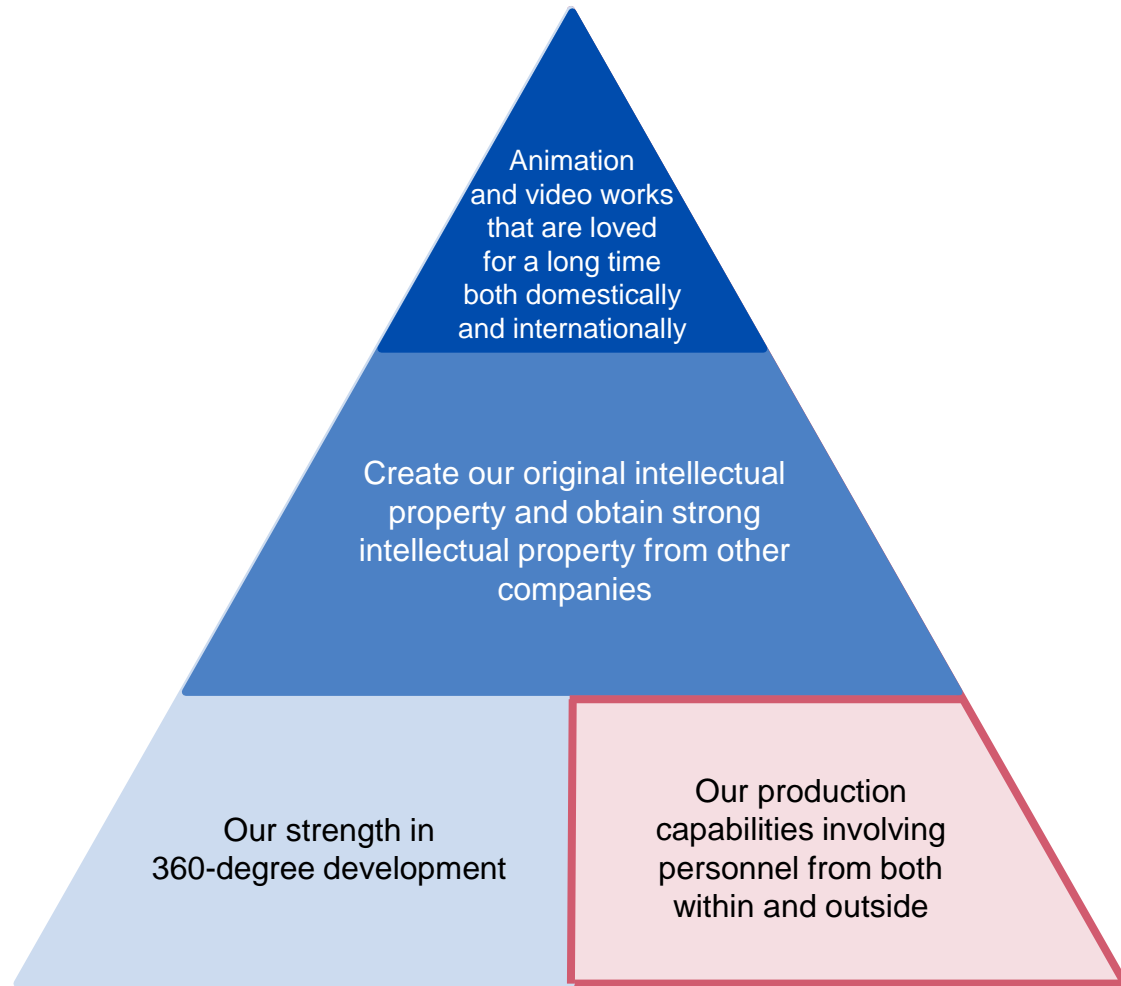 Animation
and video works
that are loved
for a long time
both domestically
and internationally
Create our original intellectual
property and obtain strong
intellectual property from other
companies
Our strength in
360-degree development
Our production
capabilities involving
personnel from both
within and outside